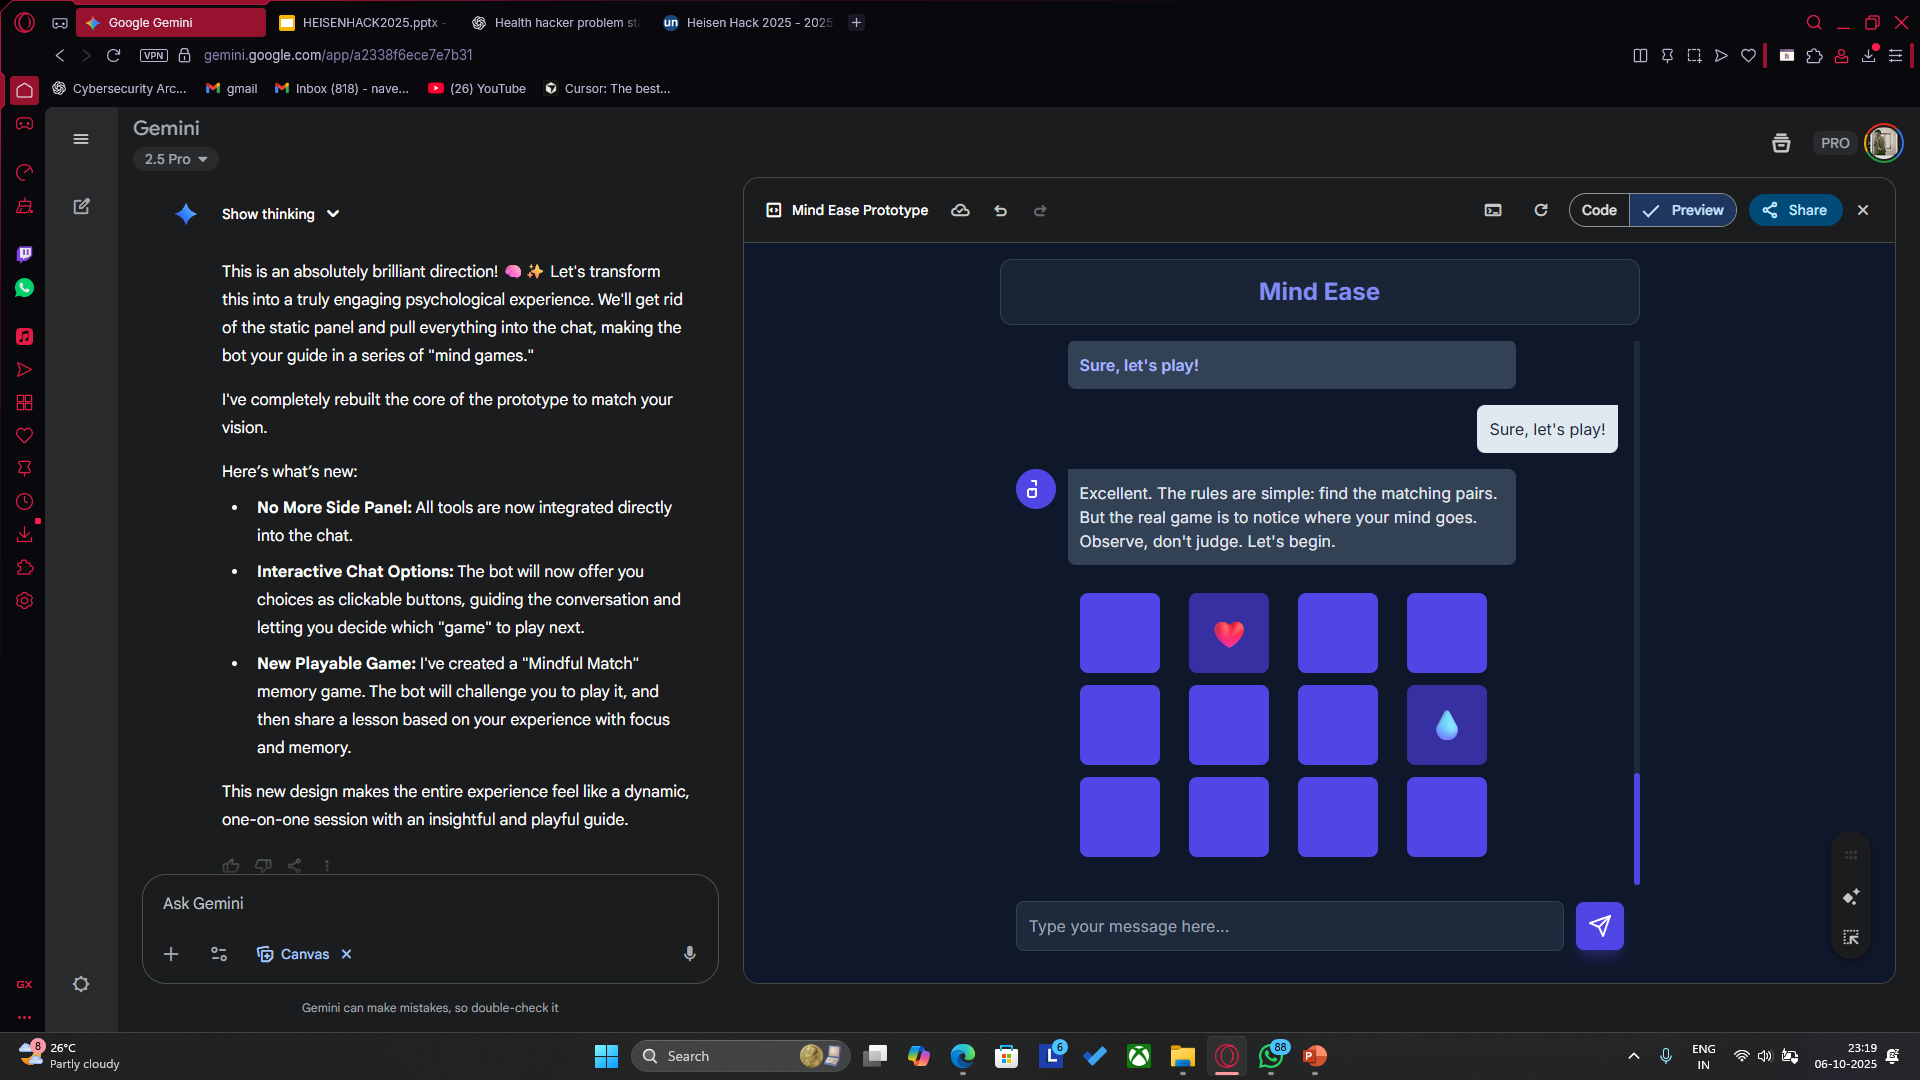 Google Gemini
HEISENHACK2025.pptx -
Health hacker problem st
un Heisen Hack 2025 - 2025
VPN
gemini.google.com/app/a2338f6ece7e7b31
Cybersecurity Arc...
gmail
Inbox (818) - nave...
(26) YouTube
Cursor: The best...
Gemini
2.5 Pro
PRO
Show thinking
This is an absolutely brilliant direction! 🧠 ✨ Let's transform
this into a truly engaging psychological experience. We'll get rid
of the static panel and pull everything into the chat, making the
bot your guide in a series of "mind games."
I've completely rebuilt the core of the prototype to match your
vision.
Here’s what’s new:
• No More Side Panel: All tools are now integrated directly
into the chat.
• Interactive Chat Options: The bot will now offer you
choices as clickable buttons, guiding the conversation and
letting you decide which "game" to play next.
• New Playable Game: I've created a "Mindful Match"
memory game. The bot will challenge you to play it, and
then share a lesson based on your experience with focus
and memory.
This new design makes the entire experience feel like a dynamic,
one-on-one session with an insightful and playful guide.
Ask Gemini
Canvas
Gemini can make mistakes, so double-check it
Mind Ease Prototype
Code
Preview
Share
Mind Ease
Sure, let's play!
Sure, let's play!
Excellent. The rules are simple: find the matching pairs.
But the real game is to notice where your mind goes.
Observe, don't judge. Let's begin.
Type your message here...
GX
8
26°C
Partly cloudy
Search
6
88
ENG
IN
23:19
06-10-2025